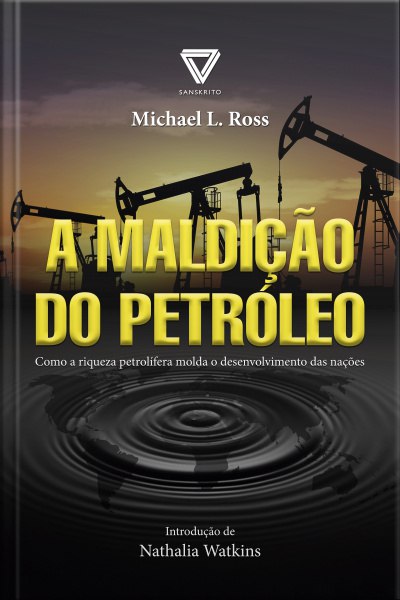 SANSKRITO
Michael L. Ross
A MALDIÇÃO
DO PETRÓLEO
Como a riqueza petrolífera molda o desenvolvimento das nações
Introdução de
Nathalia Watkins